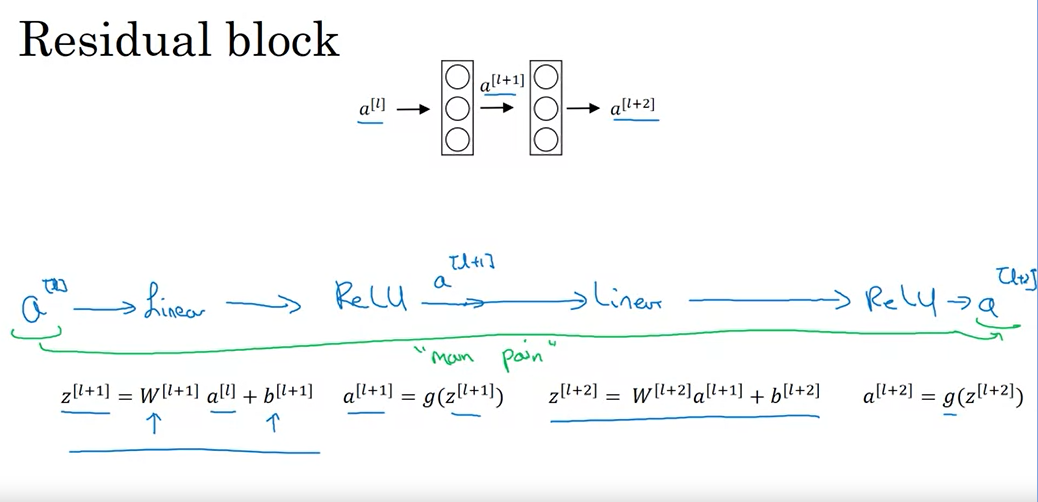 Residual block
a[l] → a[l+1] → a[l+2]
a[l] → Linear → ReLU a[l+1] → Linear → ReLU → a[l+2]
"main path"
z[l+1] = W[l+1] a[l] + b[l+1] a[l+1] = g(z[l+1]) z[l+2] = W[l+2]a[l+1] + b[l+2] a[l+2] = g(z[l+2])